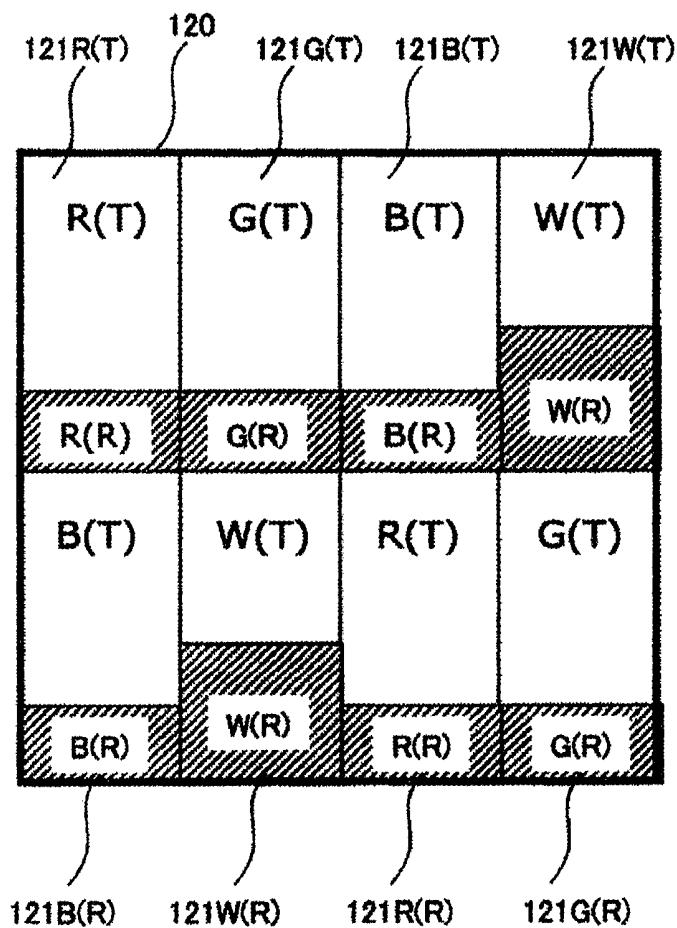 120
121R(T) 121G(T) 121B(T) 121W(T)
R(T) G(T) B(T) W(T)
R(R) G(R) B(R) W(R)
B(T) W(T) R(T) G(T)
B(R) W(R) R(R) G(R)
121B(R) 121W(R) 121R(R) 121G(R)